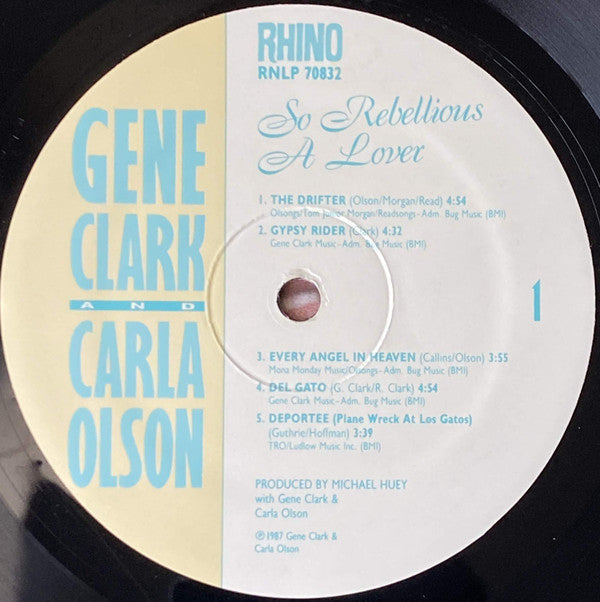 RHINO
RNLP 70832
GENE
CLARK
AND
CARLA
OLSON
So Rebellious
A Lover
1. THE DRIFTER (Olson/Morgan/Read) 4:54
Olsongs/Tom Junior Morgan/Readsongs-Adm. Bug Music (BMI)
2. GYPSY RIDER (Clark) 4:32
Gene Clark Music-Adm. Bug Music (BMI)
1
3. EVERY ANGEL IN HEAVEN (Callins/Olson) 3:55
Mona Monday Music/Olsongs-Adm. Bug Music (BMI)
4. DEL GATO (G. Clark/R. Clark) 4:54
Gene Clark Music-Adm. Bug Music (BMI)
5. DEPORTEE (Plane Wreck At Los Gatos)
(Guthrie/Hoffman) 3:39
TRO/Ludlow Music Inc. (BMI)
PRODUCED BY MICHAEL HUEY
with Gene Clark &
Carla Olson
℗1987 Gene Clark &
Carla Olson